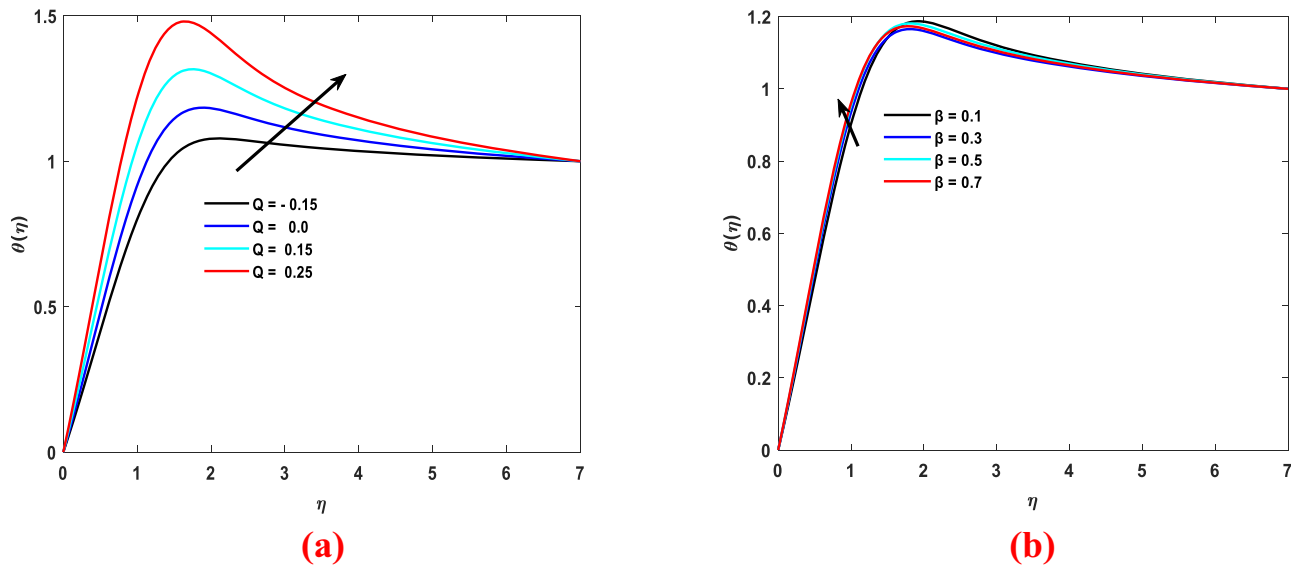 1.5
1
0.5
0
θ(η)
Q = - 0.15
Q = 0.0
Q = 0.15
Q = 0.25
0 1 2 3 4 5 6 7
η
(a)
1.2
1
0.8
0.6
0.4
0.2
0
θ(η)
β = 0.1
β = 0.3
β = 0.5
β = 0.7
0 1 2 3 4 5 6 7
η
(b)